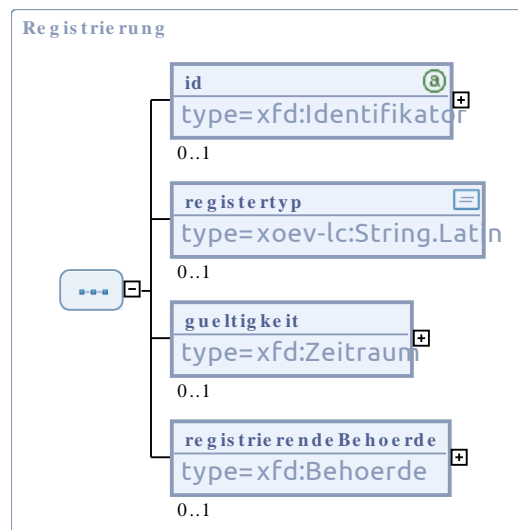 Registrierung
id
type=xfd:Identifikator
0..1
registertyp
type=xoev-lc:String.Latin
0..1
gueltigkeit
type=xfd:Zeitraum
0..1
registrierendeBehoerde
type=xfd:Behoerde
0..1